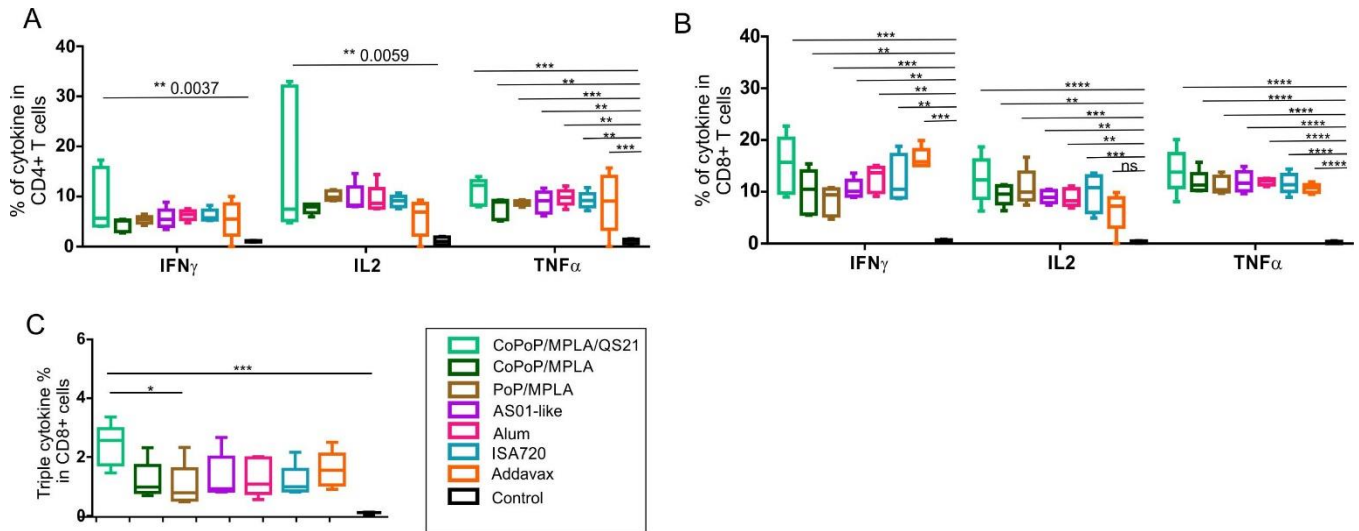 A
% of cytokine in
CD4+ T cells
40
30
20
10
0
** 0.0037
** 0.0059
***
**
***
**
**
**
***
IFNγ
IL2
TNFα
B
% of cytokine in
CD8+ T cells
40
30
20
10
0
***
**
***
**
**
**
***
****
**
***
**
**
***
ns
****
****
****
****
****
****
****
IFNγ
IL2
TNFα
C
Triple cytokine %
in CD8+ cells
6
4
2
0
***
*
CoPoP/MPLA/QS21
CoPoP/MPLA
PoP/MPLA
AS01-like
Alum
ISA720
Addavax
Control